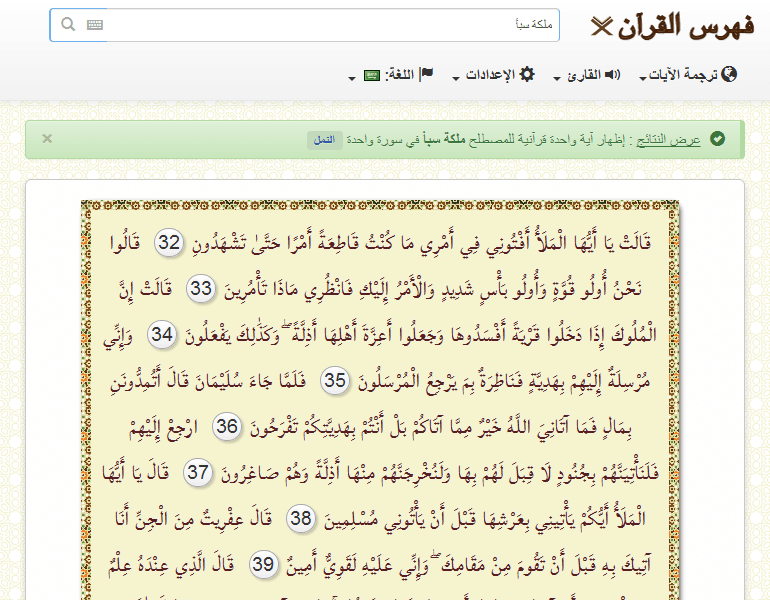 فهرس القرآن
ملكة سبأ
ترجمة الآيات
القارئ
الإعدادات
اللغة:
عرض النتائج : إظهار آية واحدة قرآنية للمصطلح ملكة سبأ في سورة واحدة النمل
×
قَالَتْ يَا أَيُّهَا الْمَلَأُ أَفْتُونِي فِي أَمْرِي مَا كُنْتُ قَاطِعَةً أَمْرًا حَتَّىٰ تَشْهَدُونِ 32 قَالُوا
نَحْنُ أُولُو قُوَّةٍ وَأُولُو بَأْسٍ شَدِيدٍ وَالْأَمْرُ إِلَيْكِ فَانْظُرِي مَاذَا تَأْمُرِينَ 33 قَالَتْ إِنَّ
الْمُلُوكَ إِذَا دَخَلُوا قَرْيَةً أَفْسَدُوهَا وَجَعَلُوا أَعِزَّةَ أَهْلِهَا أَذِلَّةً ۖ وَكَذَٰلِكَ يَفْعَلُونَ 34 وَإِنِّي
مُرْسِلَةٌ إِلَيْهِمْ بِهَدِيَّةٍ فَنَاظِرَةٌ بِمَ يَرْجِعُ الْمُرْسَلُونَ 35 فَلَمَّا جَاءَ سُلَيْمَانَ قَالَ أَتُمِدُّونَنِ
بِمَالٍ فَمَا آتَانِيَ اللَّهُ خَيْرٌ مِمَّا آتَاكُمْ بَلْ أَنْتُمْ بِهَدِيَّتِكُمْ تَفْرَحُونَ 36 ارْجِعْ إِلَيْهِمْ
فَلَنَأْتِيَنَّهُمْ بِجُنُودٍ لَا قِبَلَ لَهُمْ بِهَا وَلَنُخْرِجَنَّهُمْ مِنْهَا أَذِلَّةً وَهُمْ صَاغِرُونَ 37 قَالَ يَا أَيُّهَا
الْمَلَأُ أَيُّكُمْ يَأْتِينِي بِعَرْشِهَا قَبْلَ أَنْ يَأْتُونِي مُسْلِمِينَ 38 قَالَ عِفْرِيتٌ مِنَ الْجِنِّ أَنَا
آتِيكَ بِهِ قَبْلَ أَنْ تَقُومَ مِنْ مَقَامِكَ ۖ وَإِنِّي عَلَيْهِ لَقَوِيٌّ أَمِينٌ 39 قَالَ الَّذِي عِنْدَهُ عِلْمٌ